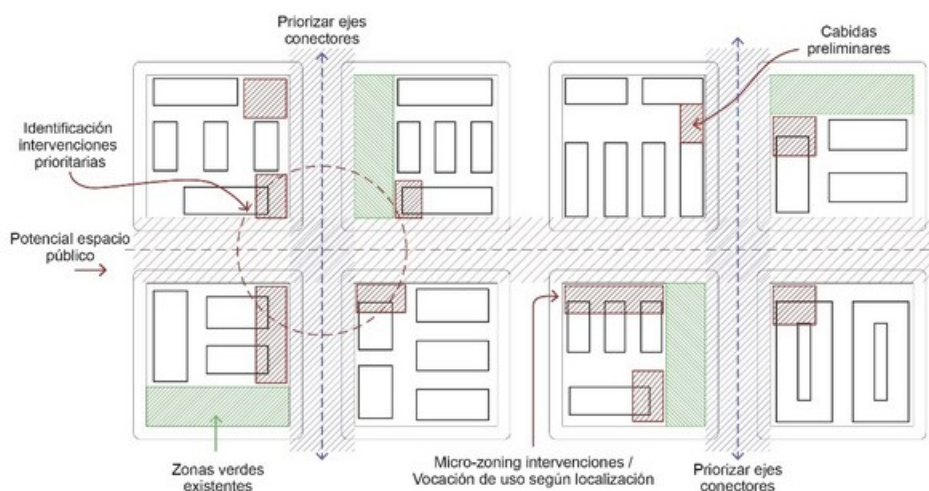 Priorizar ejes
conectores
Cabidas
preliminares
Identificación
intervenciones
prioritarias
Potencial espacio
público
Zonas verdes
existentes
Micro-zoning intervenciones /
Vocación de uso según localización
Priorizar ejes
conectores